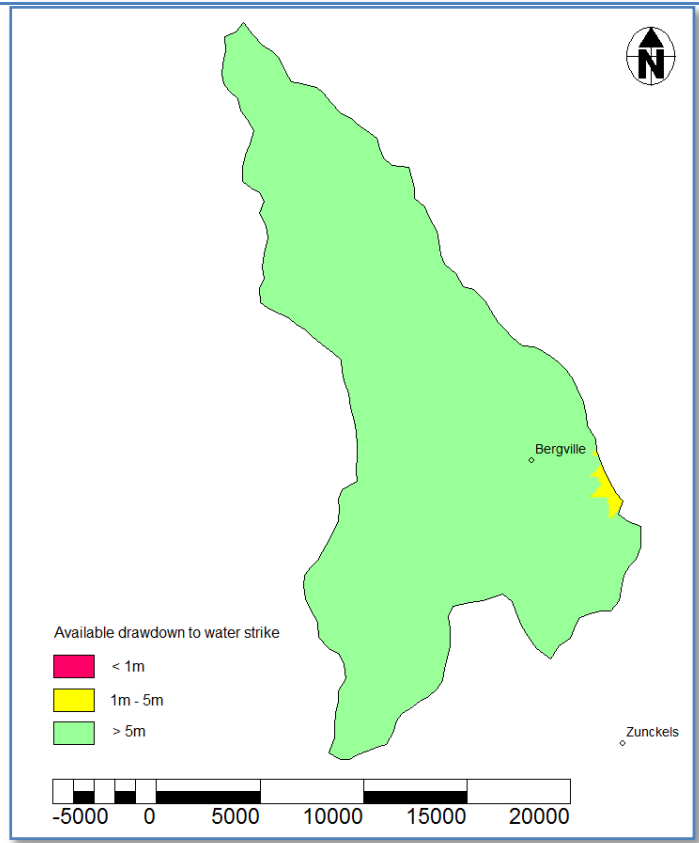 N
Bergville
Available drawdown to water strike
< 1m
1m - 5m
> 5m
Zunckels
-5000 0 5000 10000 15000 20000